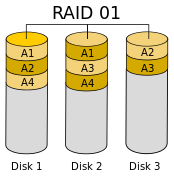 RAID 01
A1 A1 A2
A2 A3 A3
A4 A4
Disk 1 Disk 2 Disk 3